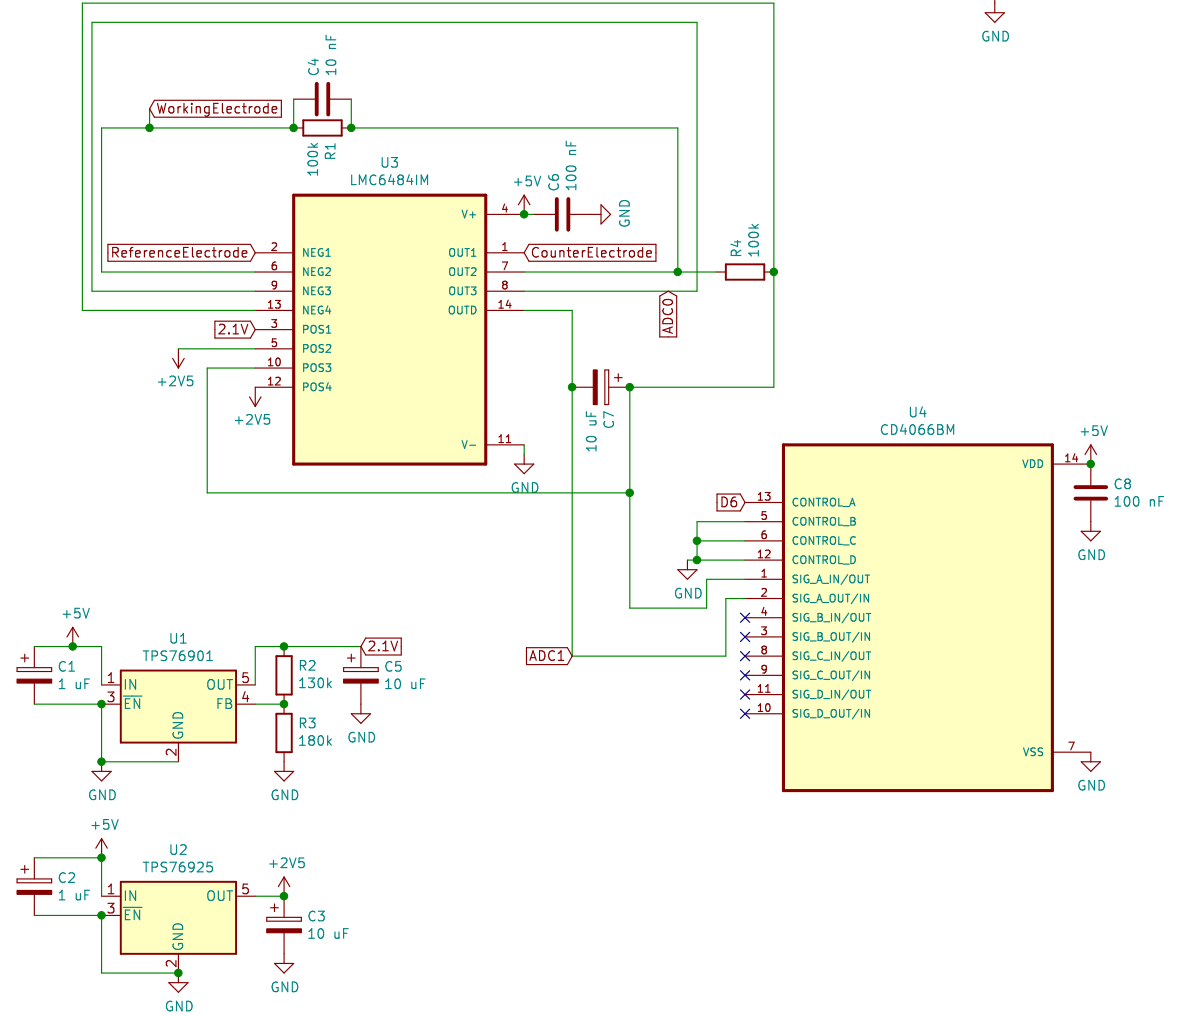 GND
WorkingElectrode
C4
10 nF
100k
R1
U3
LMC6484IM
+5V
C6
100 nF
GND
V+
4
ReferenceElectrode
2
NEG1
OUT1
1
CounterElectrode
6
NEG2
OUT2
7
R4
100k
9
NEG3
OUT3
8
13
NEG4
OUTD
14
ADC0
2.1V
3
POS1
5
POS2
10
POS3
12
POS4
+2V5
+2V5
V-
11
GND
+
10 uF
C7
U4
CD4066BM
+5V
VDD
14
C8
100 nF
GND
D6
13
CONTROL_A
5
CONTROL_B
6
CONTROL_C
12
CONTROL_D
GND
1
SIG_A_IN/OUT
2
SIG_A_OUT/IN
4
SIG_B_IN/OUT
3
SIG_B_OUT/IN
8
SIG_C_IN/OUT
9
SIG_C_OUT/IN
11
SIG_D_IN/OUT
10
SIG_D_OUT/IN
VSS
7
GND
ADC1
+5V
+
C1
1 uF
U1
TPS76901
1
IN
3
EN
GND
2
OUT
5
FB
4
GND
R2
130k
R3
180k
GND
2.1V
+
C5
10 uF
GND
+5V
+
C2
1 uF
U2
TPS76925
1
IN
3
EN
GND
2
OUT
5
GND
+2V5
+
C3
10 uF
GND